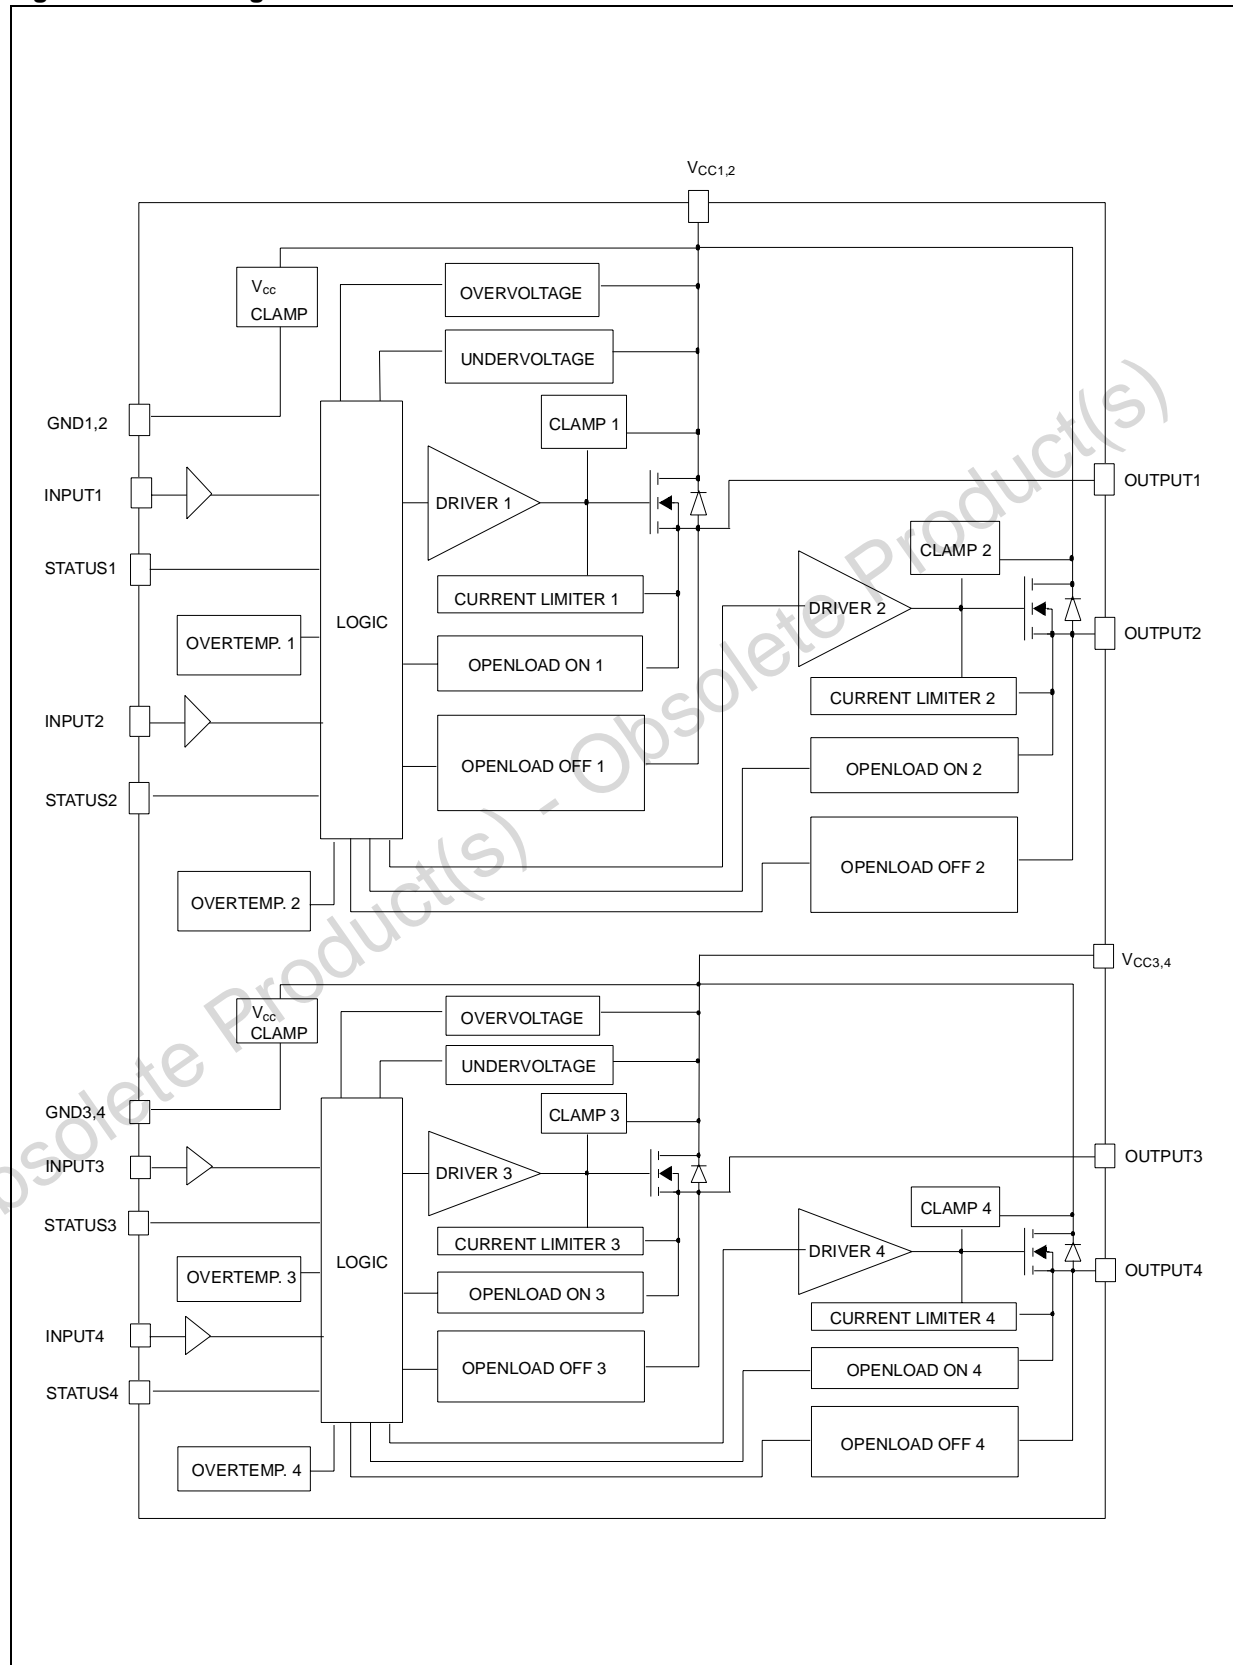 V_CC1,2
V_cc
CLAMP
OVERVOLTAGE
UNDERVOLTAGE
GND1,2
CLAMP 1
INPUT1
DRIVER 1
OUTPUT1
STATUS1
CLAMP 2
CURRENT LIMITER 1
DRIVER 2
LOGIC
OVERTEMP. 1
OUTPUT2
OPENLOAD ON 1
CURRENT LIMITER 2
INPUT2
OPENLOAD OFF 1
OPENLOAD ON 2
STATUS2
OPENLOAD OFF 2
OVERTEMP. 2
V_CC3,4
V_cc
CLAMP
OVERVOLTAGE
UNDERVOLTAGE
GND3,4
CLAMP 3
INPUT3
DRIVER 3
OUTPUT3
STATUS3
CLAMP 4
CURRENT LIMITER 3
DRIVER 4
LOGIC
OVERTEMP. 3
OUTPUT4
OPENLOAD ON 3
CURRENT LIMITER 4
INPUT4
OPENLOAD OFF 3
OPENLOAD ON 4
STATUS4
OPENLOAD OFF 4
OVERTEMP. 4
Obsolete Product(s) - Obsolete Product(s)